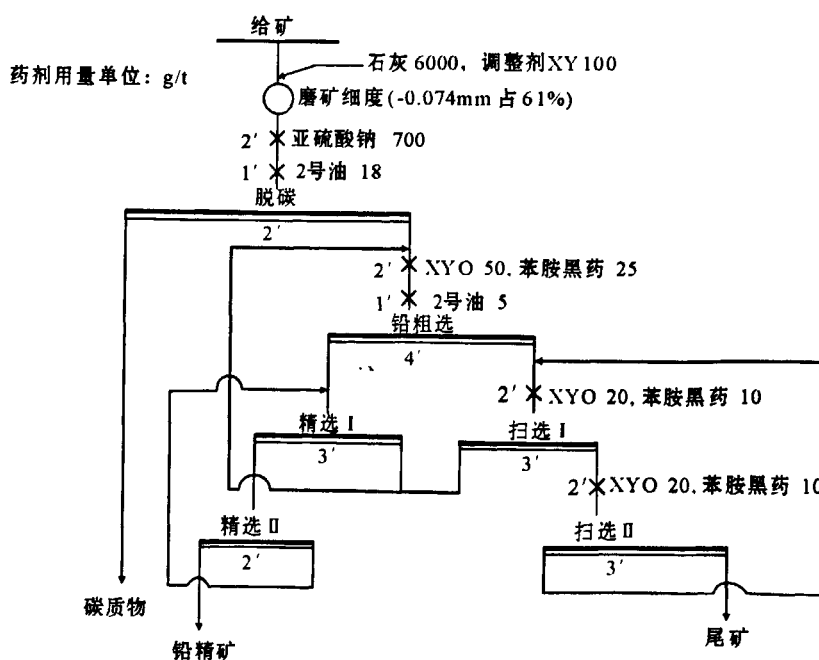 给矿
石灰 6000, 调整剂XY 100
药剂用量单位: g/t
磨矿细度 (-0.074mm 占 61%)
2′ 亚硫酸钠 700
1′ 2号油 18
脱碳
2′
2′ XYO 50, 苯胺黑药 25
1′ 2号油 5
铅粗选
4′
2′ XYO 20, 苯胺黑药 10
精选 Ⅰ 扫选 Ⅰ
3′ 3′
2′ XYO 20, 苯胺黑药 10
精选 Ⅱ 扫选 Ⅱ
2′ 3′
碳质物
铅精矿 尾矿